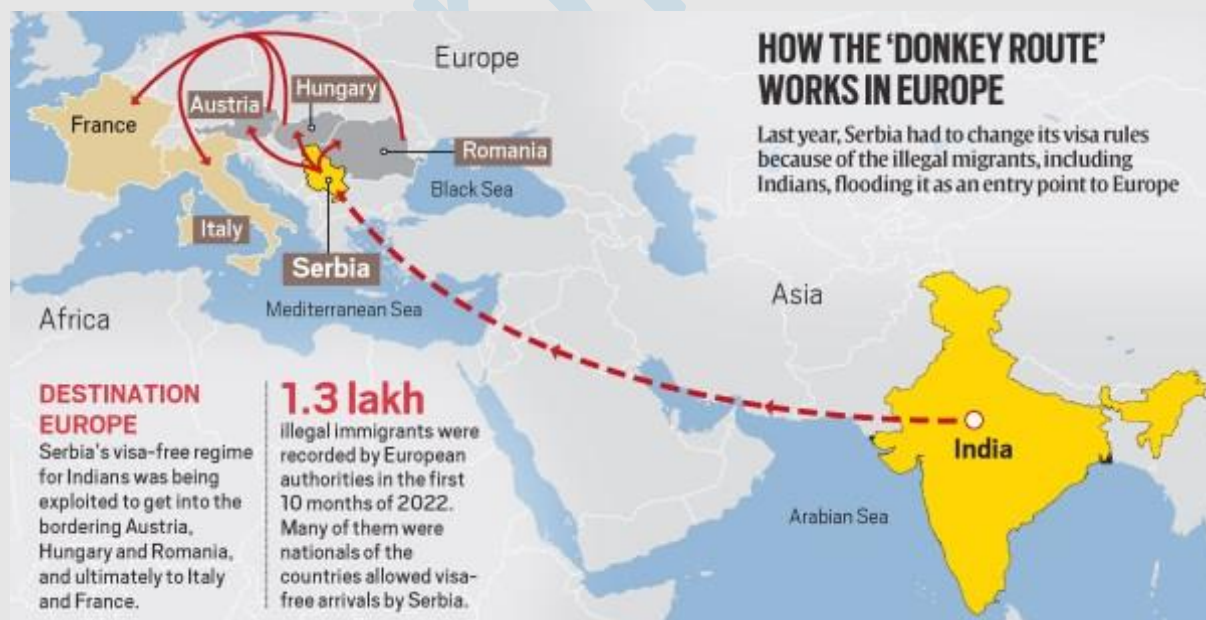 HOW THE 'DONKEY ROUTE'
WORKS IN EUROPE
Last year, Serbia had to change its visa rules
because of the illegal migrants, including
Indians, flooding it as an entry point to Europe
Europe
Hungary
Austria
France
Romania
Black Sea
Italy
Serbia
Mediterranean Sea
Asia
Africa
India
Arabian Sea
DESTINATION
EUROPE
Serbia's visa-free regime
for Indians was being
exploited to get into the
bordering Austria,
Hungary and Romania,
and ultimately to Italy
and France.
1.3 lakh
illegal immigrants were
recorded by European
authorities in the first
10 months of 2022.
Many of them were
nationals of the
countries allowed visa-
free arrivals by Serbia.